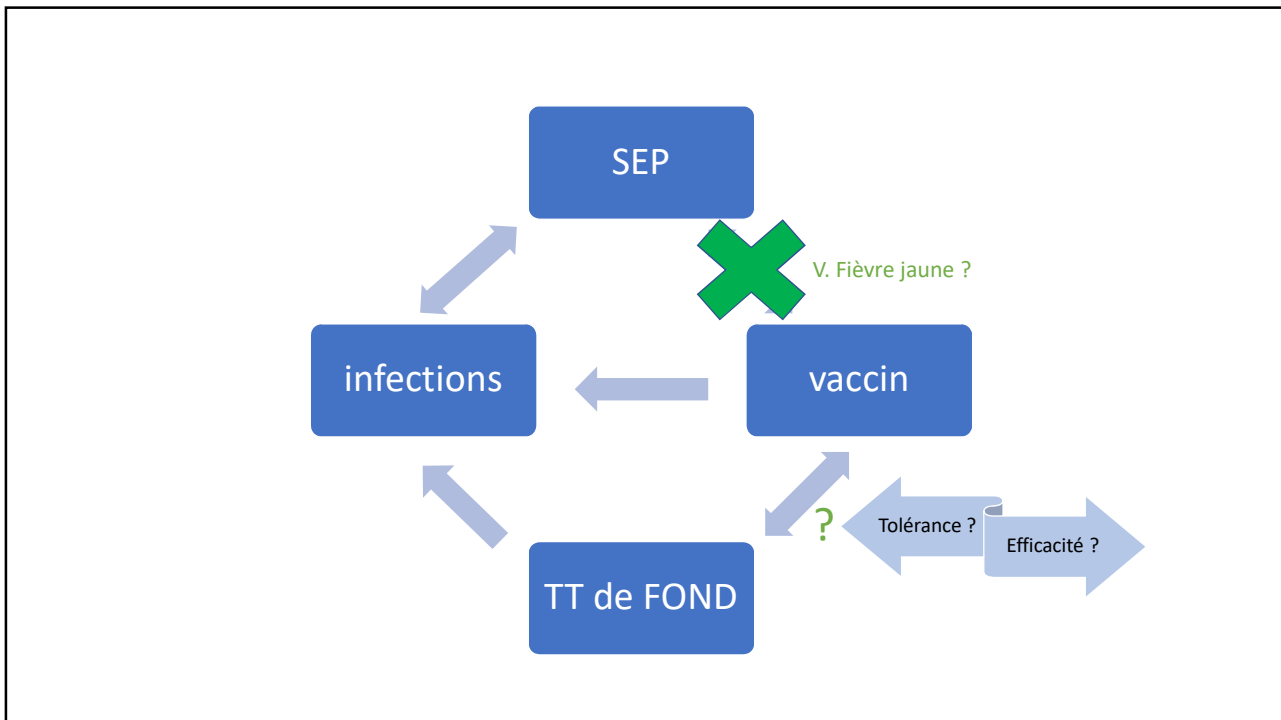 SEP
V. Fièvre jaune ?
infections
vaccin
?
Tolérance ?
Efficacité ?
TT de FOND